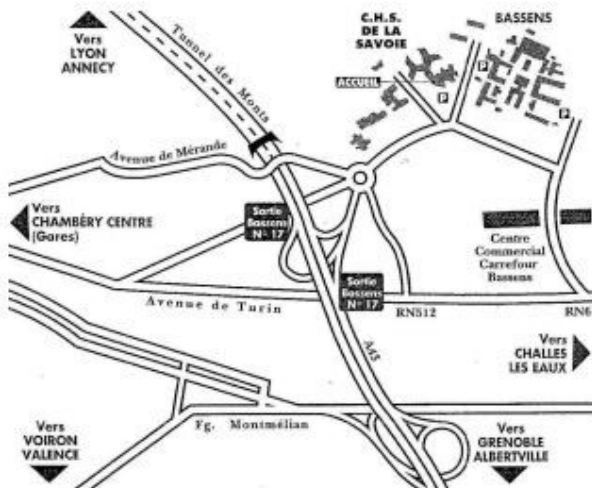 Vers
LYON
ANNECY
Tunnel des Monts
C.H.S.
DE LA
SAVOIE
BASSENS
ACCUEIL
P
P
P
Avenue de Mérande
Vers
CHAMBÉRY CENTRE
(Gares)
Sortie
Bassens
N° 17
Centre
Commercial
Carrefour
Bassens
Sortie
Bassens
N° 17
Avenue de Turin
RN512
RN6
A43
Vers
CHALLES
LES EAUX
Fg. Montmélian
Vers
VOIRON
VALENCE
Vers
GRENOBLE
ALBERTVILLE